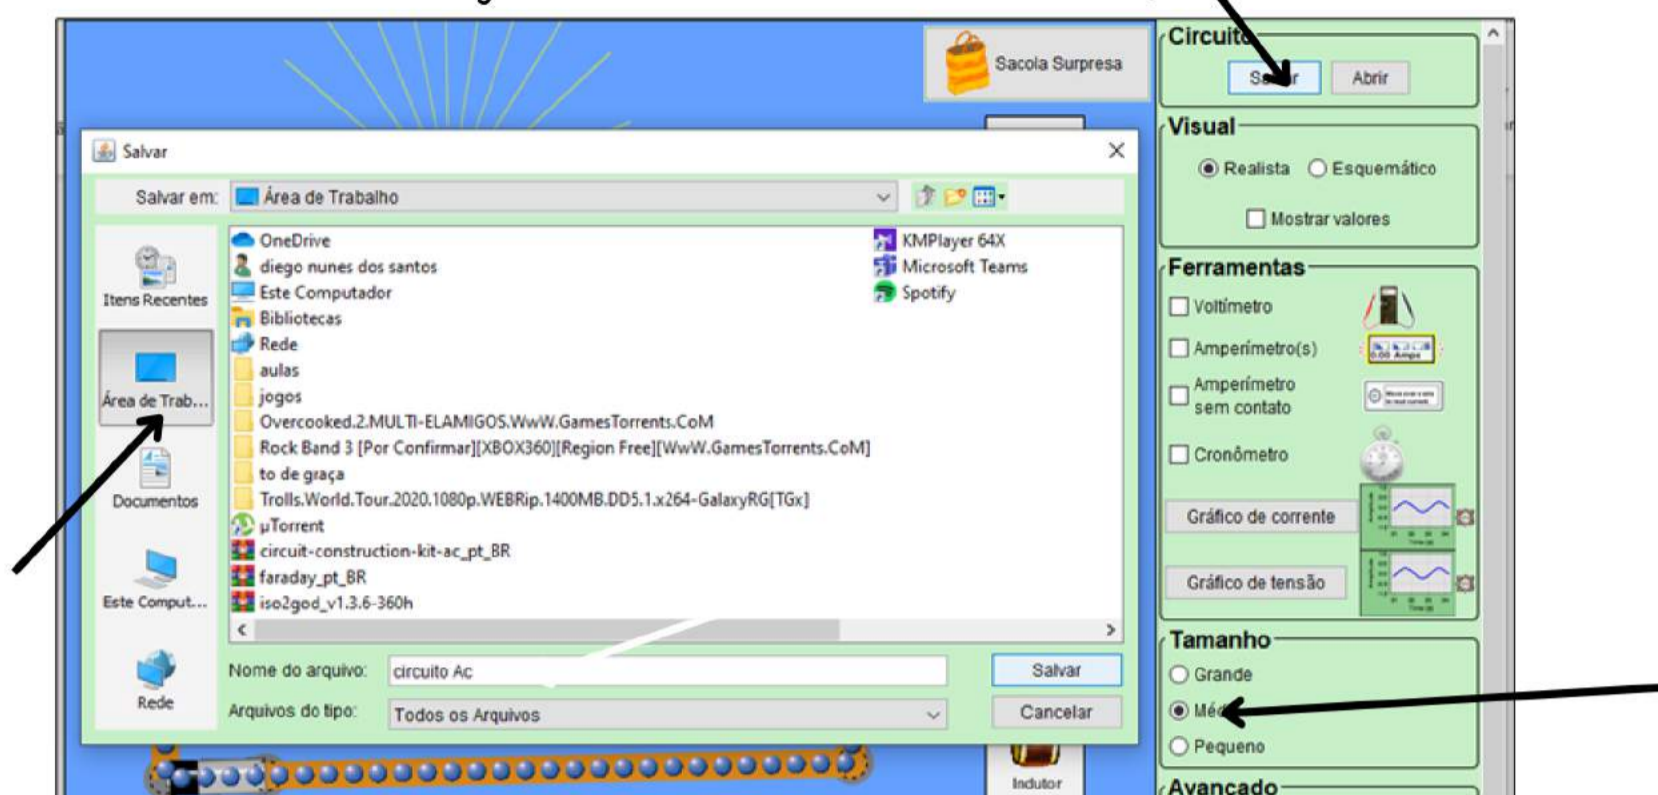 Sacola Surpresa
Circuito
Abrir
Visual
Realista
Esquemático
Mostrar valores
Ferramentas
Voltímetro
Amperímetro(s)
0.00 Amps
Amperímetro
sem contato
Cronômetro
Gráfico de corrente
Gráfico de tensão
Tamanho
Grande
Pequeno
Avançado
Salvar
Salvar em:
Área de Trabalho
Itens Recentes
Área de Trab...
Documentos
Este Comput...
Rede
OneDrive
diego nunes dos santos
Este Computador
Bibliotecas
Rede
aulas
jogos
Overcooked.2.MULTI-ELAMIGOS.WwW.GamesTorrents.CoM
Rock Band 3 [Por Confirmar][XBOX360][Region Free][WwW.GamesTorrents.CoM]
to de graça
Trolls.World.Tour.2020.1080p.WEBRip.1400MB.DD5.1.x264-GalaxyRG[TGx]
µTorrent
circuit-construction-kit-ac_pt_BR
faraday_pt_BR
iso2god_v1.3.6-360h
KMPlayer 64X
Microsoft Teams
Spotify
Nome do arquivo:
circuito Ac
Salvar
Arquivos do tipo:
Todos os Arquivos
Cancelar
Indutor